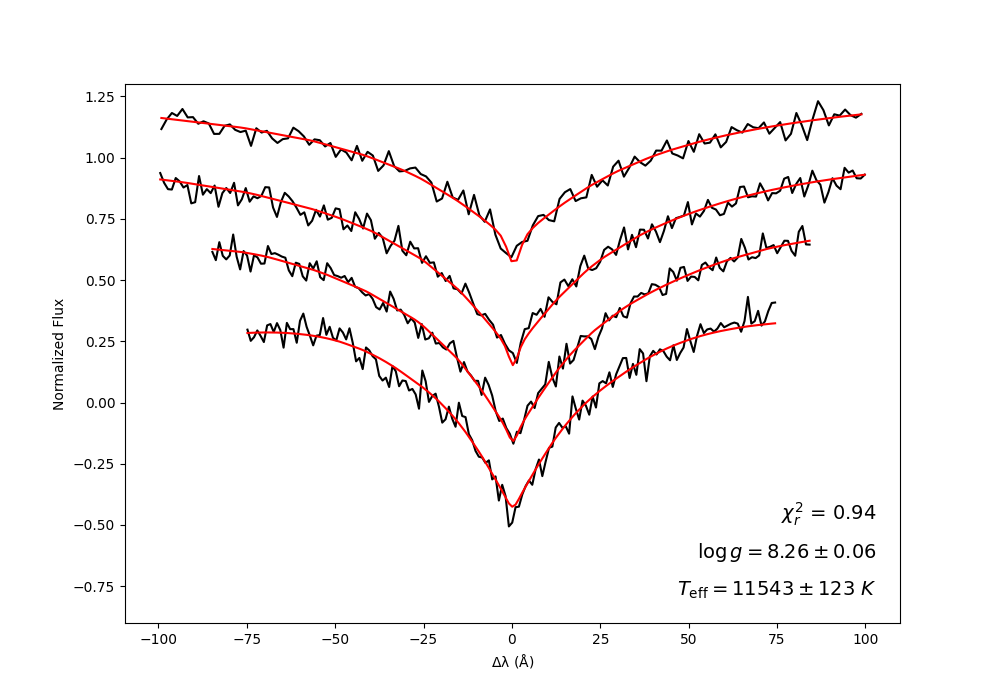 Normalized Flux
1.25
1.00
0.75
0.50
0.25
0.00
−0.25
−0.50
−0.75
χ²ᵣ = 0.94
log g = 8.26 ± 0.06
T_eff = 11543 ± 123 K
−100 −75 −50 −25 0 25 50 75 100
Δλ (Å)